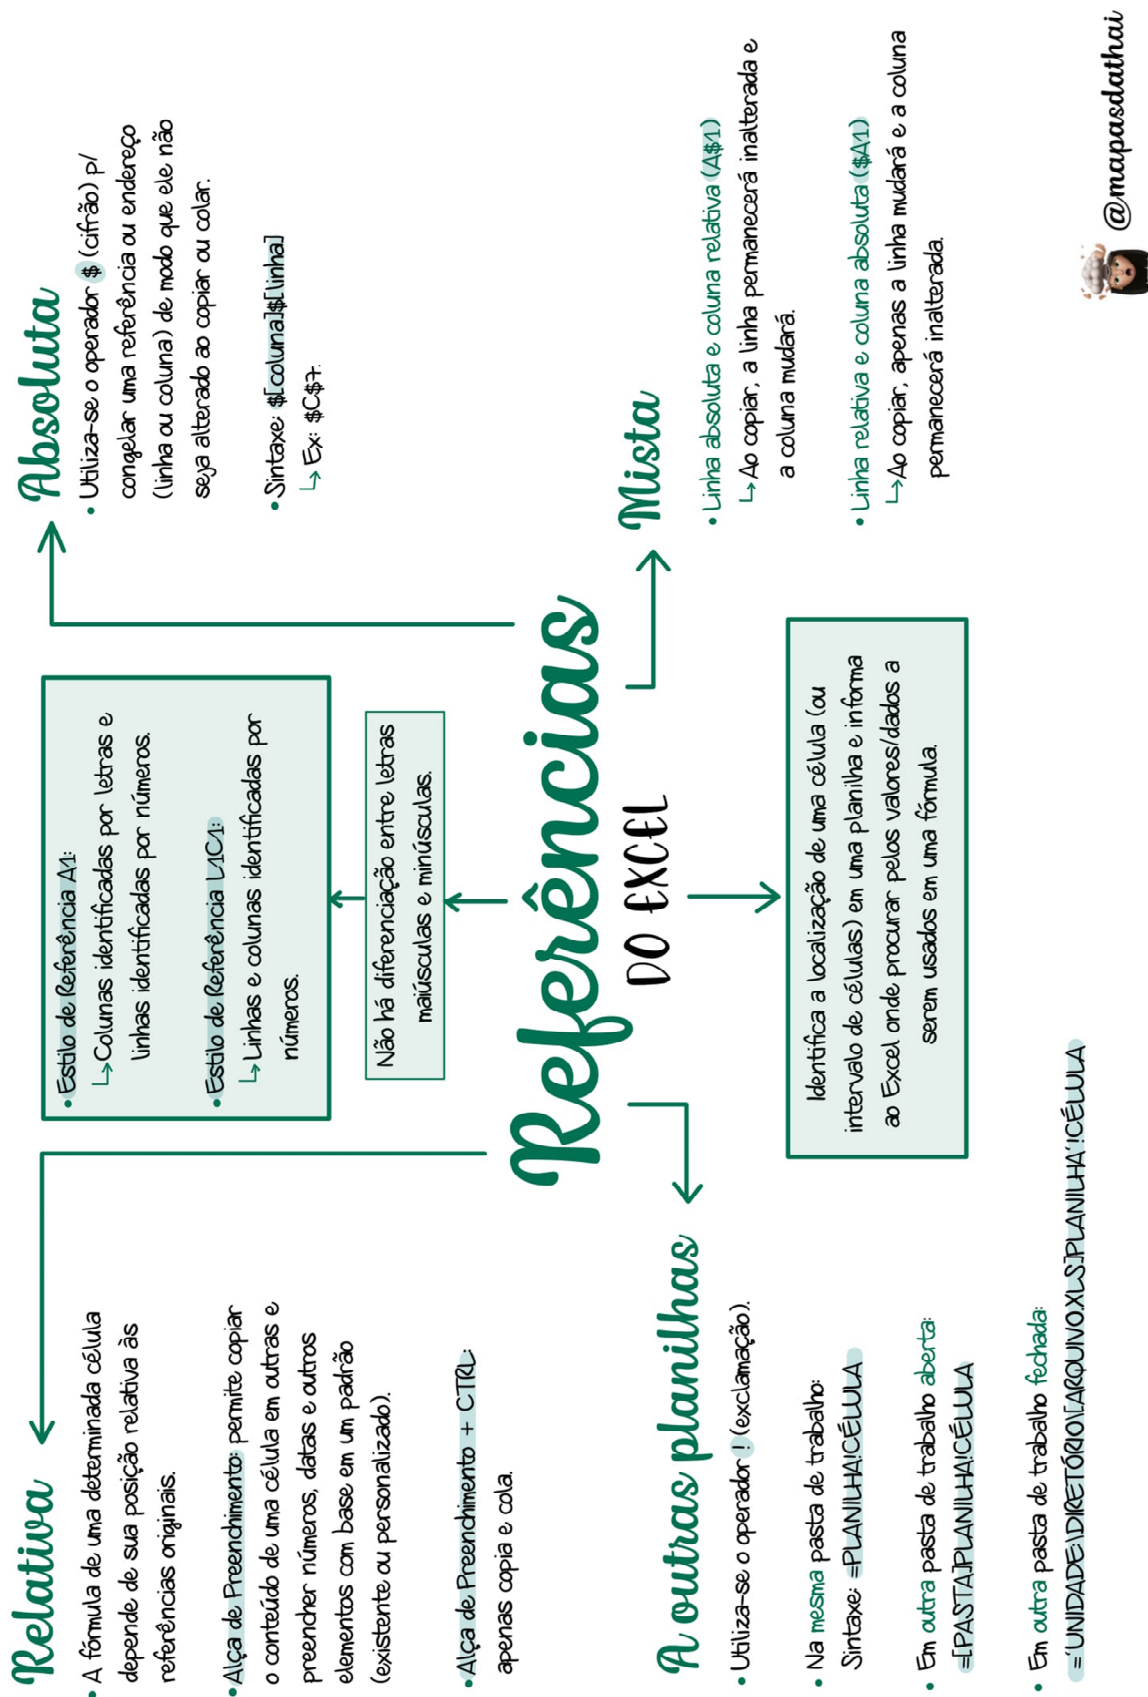 Relativa
• A fórmula de uma determinada célula
depende de sua posição relativa às
referências originais.
• Alça de Preenchimento: permite copiar
o conteúdo de uma célula em outras e
preencher números, datas e outros
elementos com base em um padrão
(existente ou personalizado).
• Alça de Preenchimento + CTRL:
apenas copia e cola.
• Estilo de Referência A1:
↳ Colunas identificadas por letras e
linhas identificadas por números.
• Estilo de Referência L1C1:
↳ Linhas e colunas identificadas por
números.
Não há diferenciação entre letras
maiúsculas e minúsculas.
Absoluta
• Utiliza-se o operador $ (cifrão) p/
congelar uma referência ou endereço
(linha ou coluna) de modo que ele não
seja alterado ao copiar ou colar.
• Sintaxe: $[coluna]$[linha]
↳ Ex: $C$7.
Referências
DO EXCEL
A outras planilhas
• Utiliza-se o operador ! (exclamação).
• Na mesma pasta de trabalho:
Sintaxe: =PLANILHA!CÉLULA
• Em outra pasta de trabalho aberta:
=[PASTA]PLANILHA!CÉLULA
• Em outra pasta de trabalho fechada:
='UNIDADE:\DIRETÓRIO\[ARQUIVO.XLS]PLANILHA'!CÉLULA
Identifica a localização de uma célula (ou
intervalo de células) em uma planilha e informa
ao Excel onde procurar pelos valores/dados a
serem usados em uma fórmula.
Mista
• Linha absoluta e coluna relativa (A$1)
↳ Ao copiar, a linha permanecerá inalterada e
a coluna mudará.
• Linha relativa e coluna absoluta ($A1)
↳ Ao copiar, apenas a linha mudará e a coluna
permanecerá inalterada.
@mapasdathai